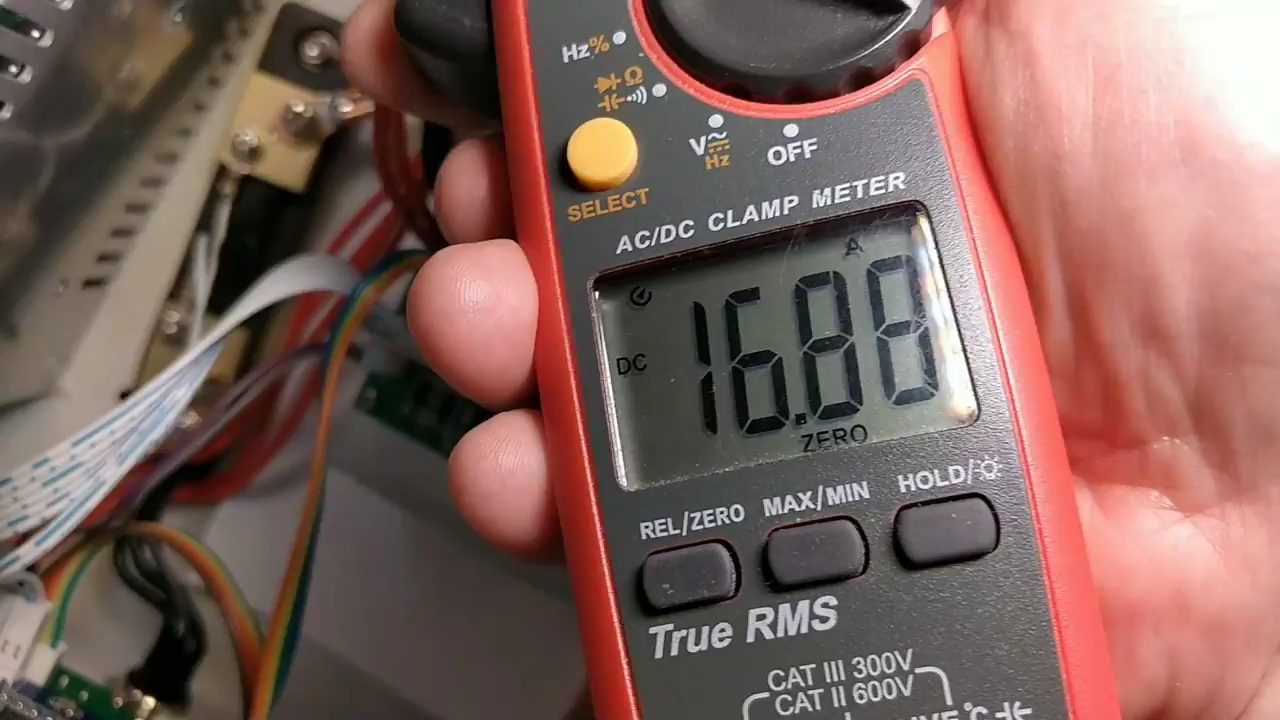 Hz%
Ω
V Hz
OFF
SELECT
AC/DC CLAMP METER
A
DC
16.88
ZERO
REL/ZERO MAX/MIN HOLD/
True RMS
CAT III 300V
CAT II 600V
°C